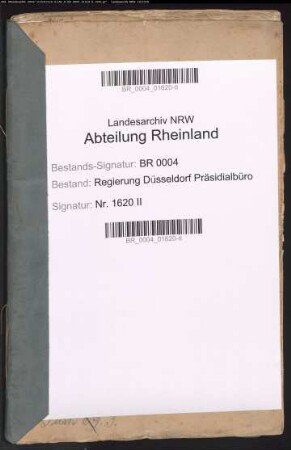 BR_0004_01620-II
Landesarchiv NRW
Abteilung Rheinland
Bestands-Signatur: BR 0004
Bestand: Regierung Düsseldorf Präsidialbüro
Signatur: Nr. 1620 II
BR_0004_01620-II